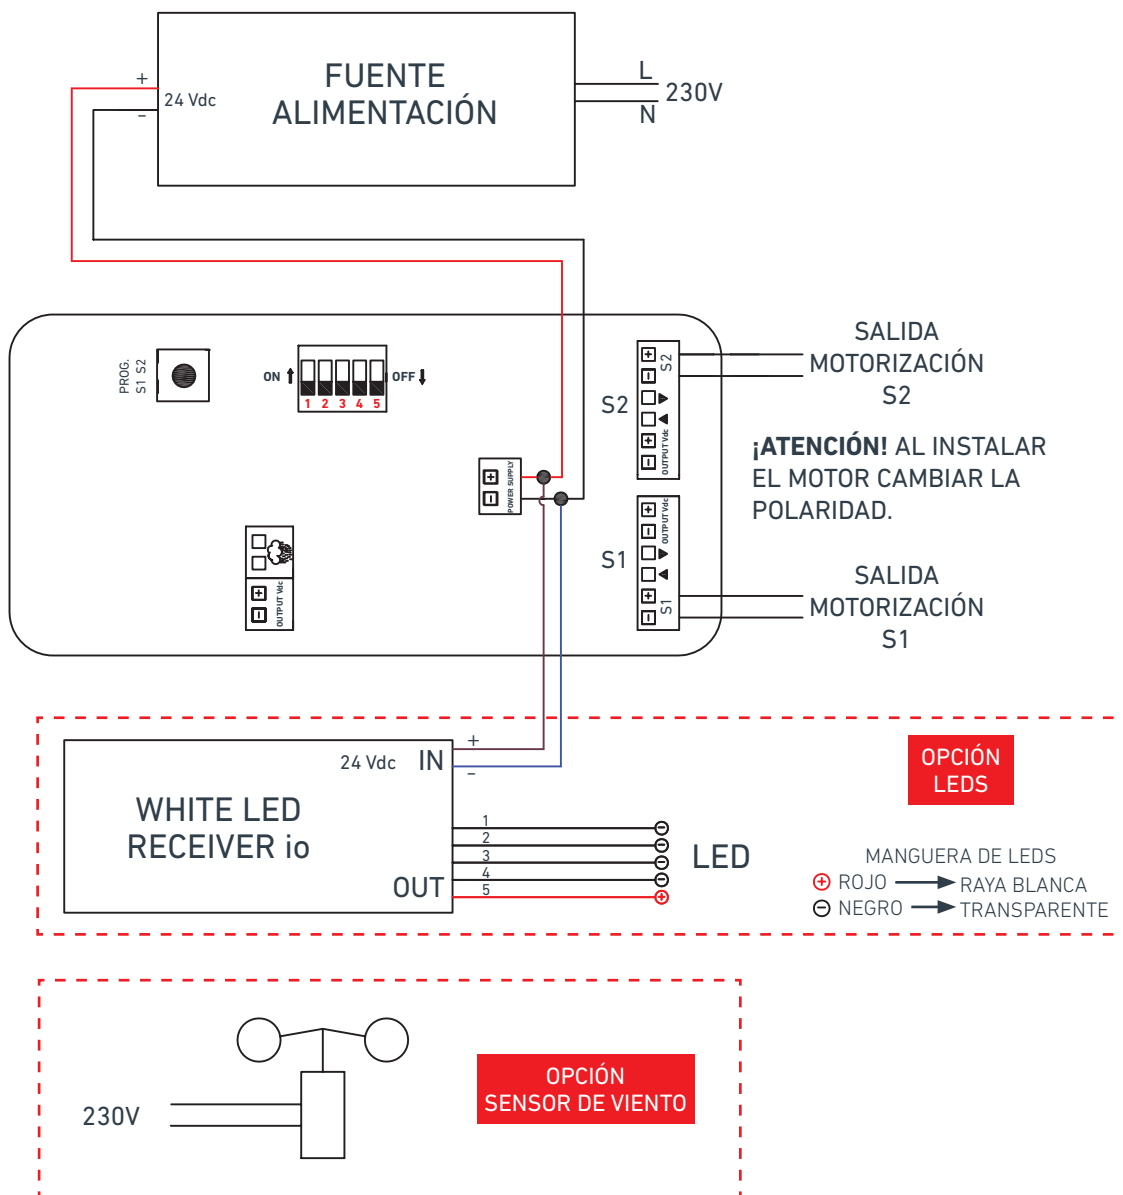 FUENTE
ALIMENTACIÓN
+
24 Vdc
−
L
230V
N
PROG.
S1 S2
ON
OFF
1 2 3 4 5
+
−
POWER SUPPLY
+
−
OUTPUT Vdc
S2
+
−
S2
+
−
OUTPUT Vdc
SALIDA
MOTORIZACIÓN
S2
¡ATENCIÓN! AL INSTALAR
EL MOTOR CAMBIAR LA
POLARIDAD.
S1
+
−
OUTPUT Vdc
+
−
S1
SALIDA
MOTORIZACIÓN
S1
WHITE LED
RECEIVER io
24 Vdc IN
+
−
OUT
1
2
3
4
5
LED
OPCIÓN
LEDS
MANGUERA DE LEDS
+ ROJO RAYA BLANCA
− NEGRO TRANSPARENTE
230V
OPCIÓN
SENSOR DE VIENTO